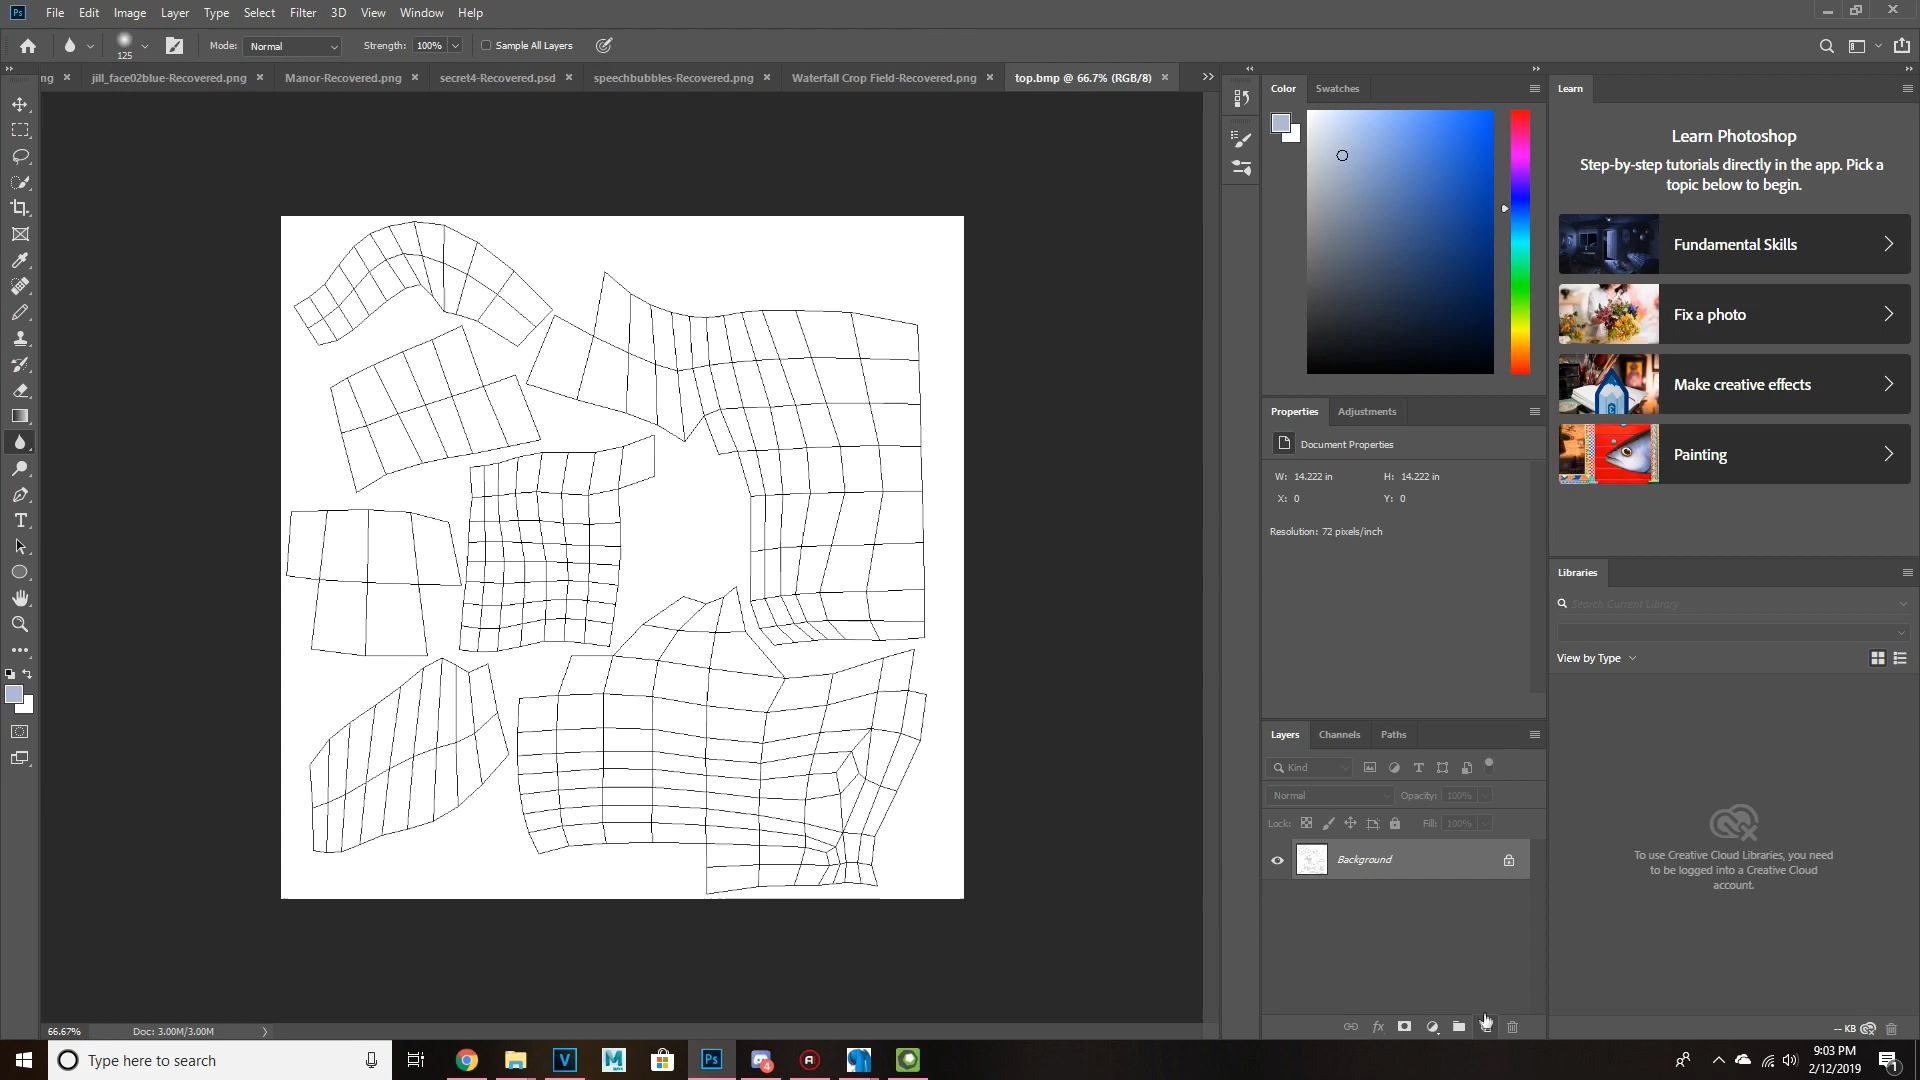 Ps File Edit Image Layer Type Select Filter 3D View Window Help
125 Mode: Normal Strength: 100% Sample All Layers
ng × jill_face02blue-Recovered.png × Manor-Recovered.png × secret4-Recovered.psd × speechbubbles-Recovered.png × Waterfall Crop Field-Recovered.png × top.bmp @ 66.7% (RGB/8) ×
Color Swatches
Learn
Learn Photoshop
Step-by-step tutorials directly in the app. Pick a
topic below to begin.
Fundamental Skills
Fix a photo
Make creative effects
Painting
Properties Adjustments
Document Properties
W: 14.222 in H: 14.222 in
X: 0 Y: 0
Resolution: 72 pixels/inch
Libraries
Search Current Library
View by Type
Layers Channels Paths
Kind
Normal Opacity: 100%
Lock: Fill: 100%
Background
To use Creative Cloud Libraries, you need
to be logged into a Creative Cloud
account.
-- KB
66.67% Doc: 3.00M/3.00M
Type here to search
9:03 PM
2/12/2019